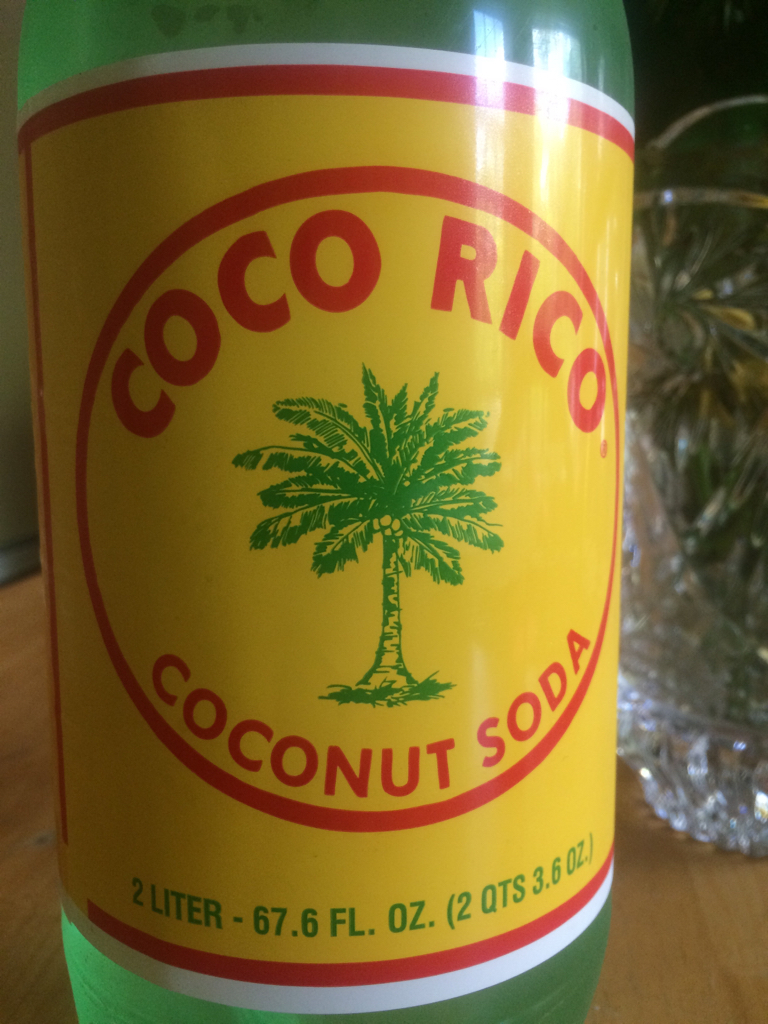 COCO RICO®
COCONUT SODA
2 LITER - 67.6 FL. OZ. (2 QTS 3.6 OZ.)